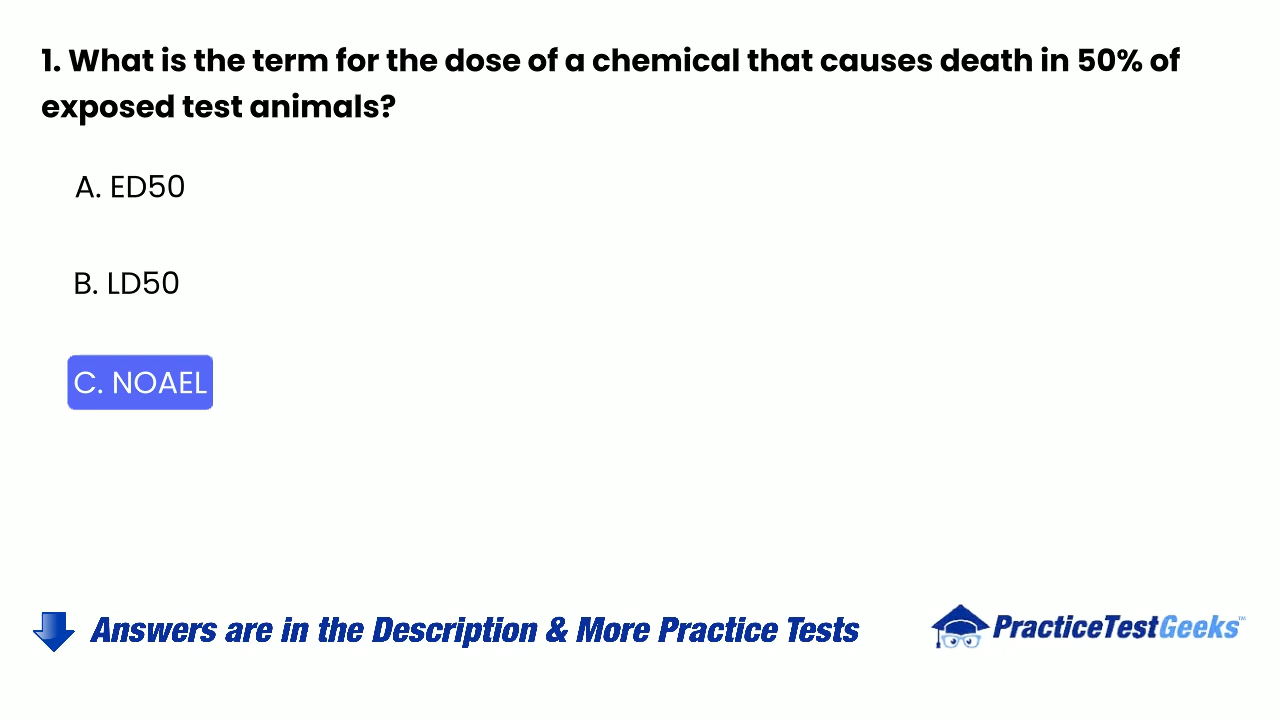 1. What is the term for the dose of a chemical that causes death in 50% of
exposed test animals?
A. ED50
B. LD50
C. NOAEL
Answers are in the Description & More Practice Tests
PracticeTestGeeks™